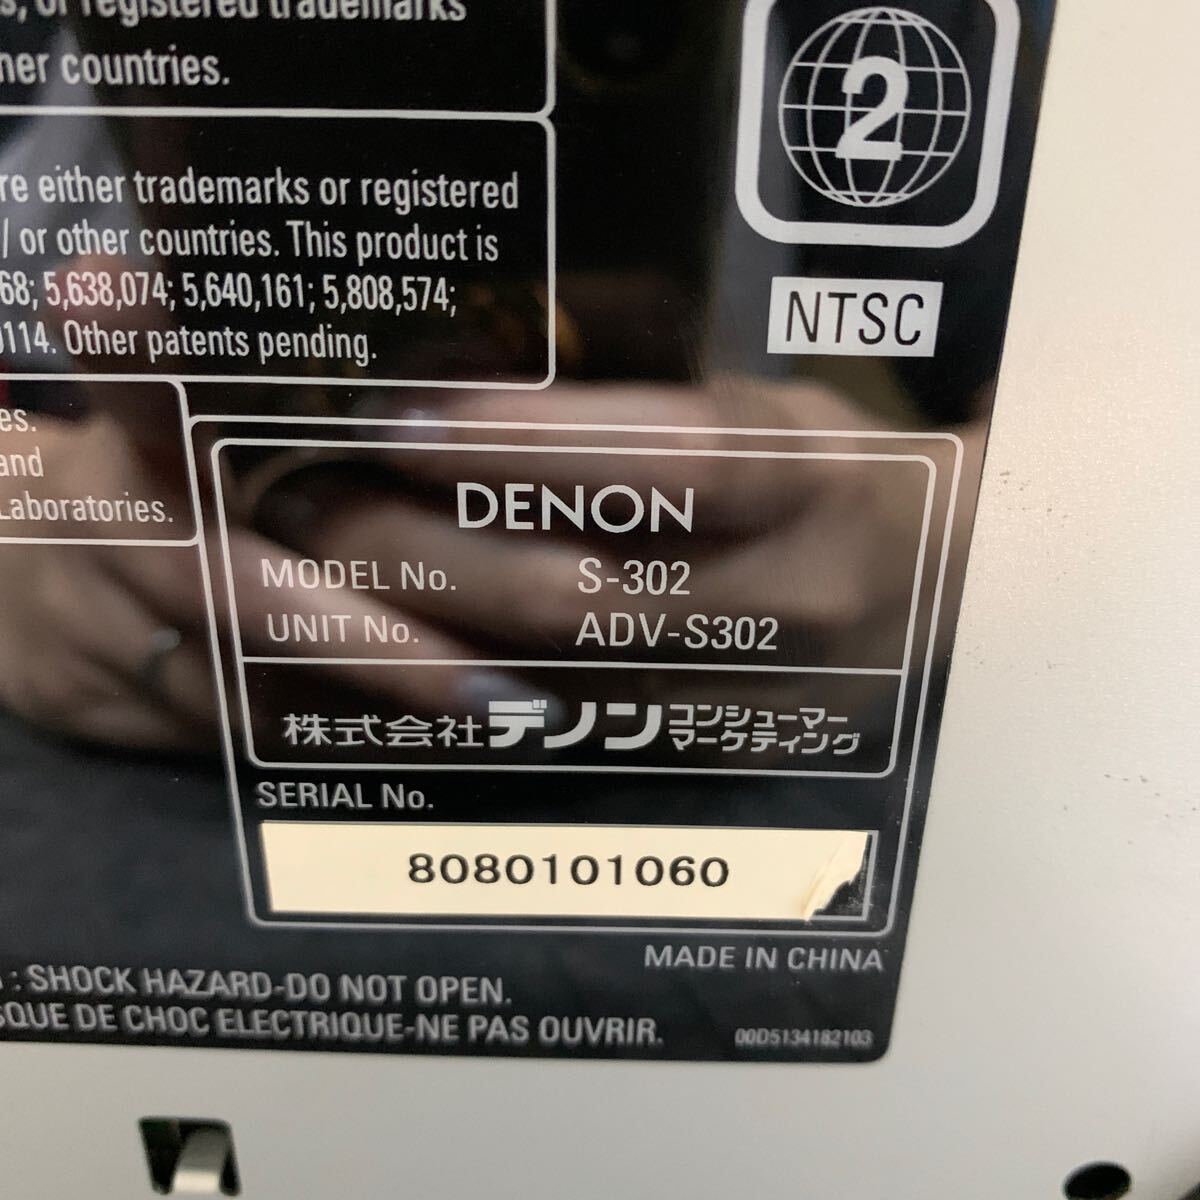 or registered trademarks
her countries.
re either trademarks or registered
/ or other countries. This product is
68; 5,638,074; 5,640,161; 5,808,574;
0114. Other patents pending.
es.
and
Laboratories.
2
NTSC
DENON
MODEL No. S-302
UNIT No. ADV-S302
株式会社デノン コンシューマー
マーケティング
SERIAL No.
8080101060
MADE IN CHINA
: SHOCK HAZARD-DO NOT OPEN.
SQUE DE CHOC ELECTRIQUE-NE PAS OUVRIR.
00D5134182103